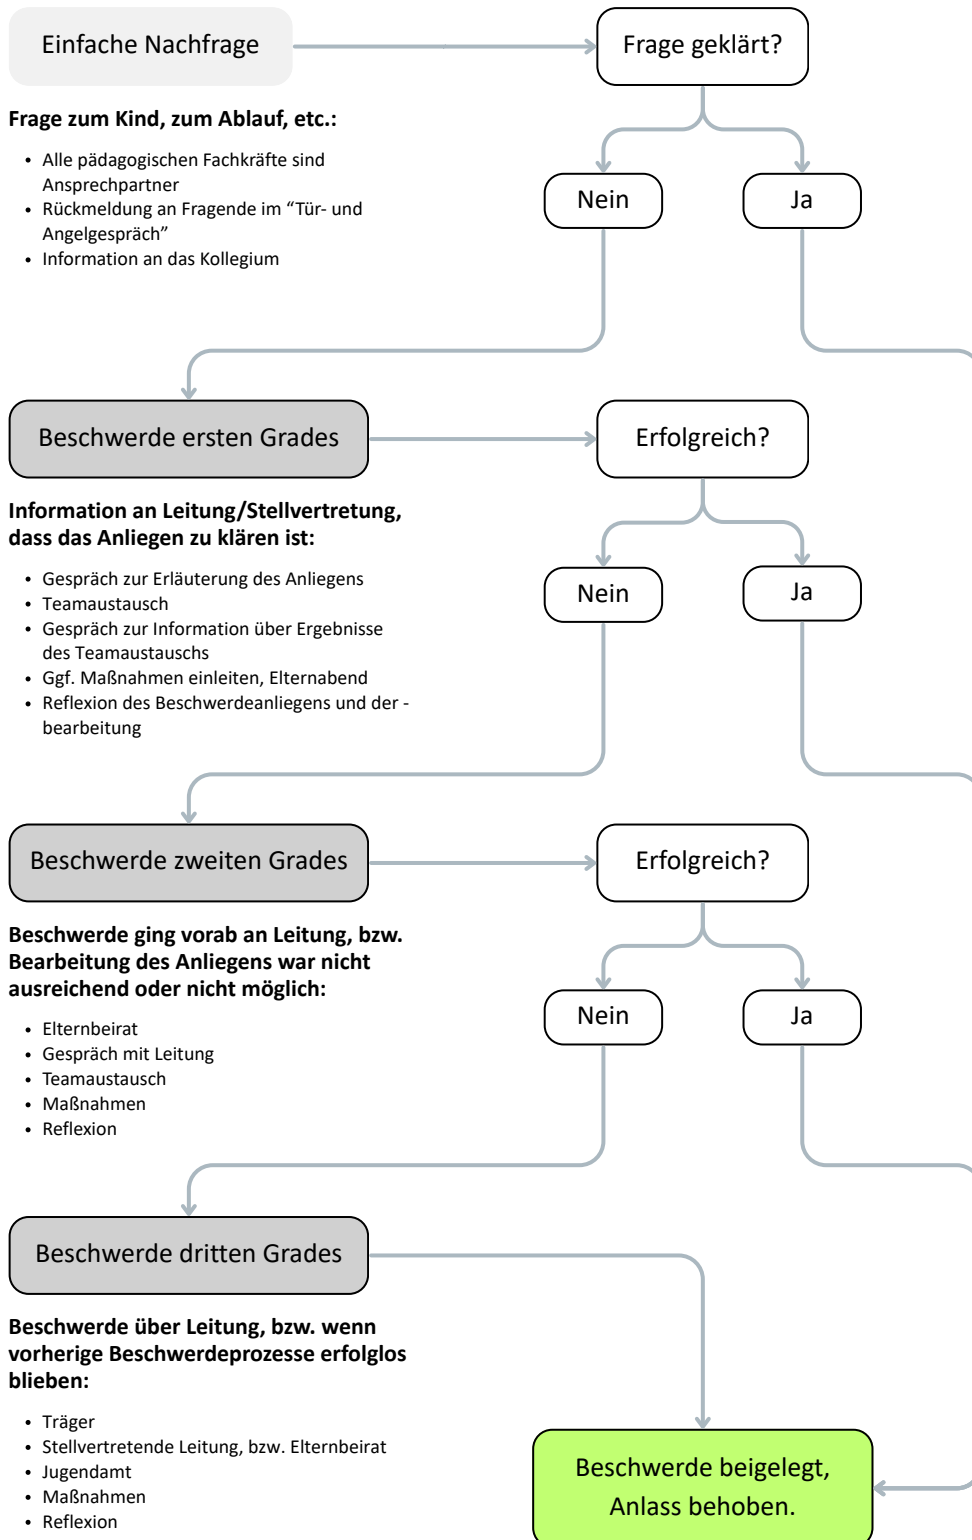 Einfache Nachfrage
Frage geklärt?
Frage zum Kind, zum Ablauf, etc.:
• Alle pädagogischen Fachkräfte sind
Ansprechpartner
• Rückmeldung an Fragende im “Tür- und
Angelgespräch”
• Information an das Kollegium
Nein
Ja
Beschwerde ersten Grades
Erfolgreich?
Information an Leitung/Stellvertretung,
dass das Anliegen zu klären ist:
• Gespräch zur Erläuterung des Anliegens
• Teamaustausch
• Gespräch zur Information über Ergebnisse
des Teamaustauschs
• Ggf. Maßnahmen einleiten, Elternabend
• Reflexion des Beschwerdeanliegens und der -
bearbeitung
Nein
Ja
Beschwerde zweiten Grades
Erfolgreich?
Beschwerde ging vorab an Leitung, bzw.
Bearbeitung des Anliegens war nicht
ausreichend oder nicht möglich:
• Elternbeirat
• Gespräch mit Leitung
• Teamaustausch
• Maßnahmen
• Reflexion
Nein
Ja
Beschwerde dritten Grades
Beschwerde über Leitung, bzw. wenn
vorherige Beschwerdeprozesse erfolglos
blieben:
• Träger
• Stellvertretende Leitung, bzw. Elternbeirat
• Jugendamt
• Maßnahmen
• Reflexion
Beschwerde beigelegt,
Anlass behoben.